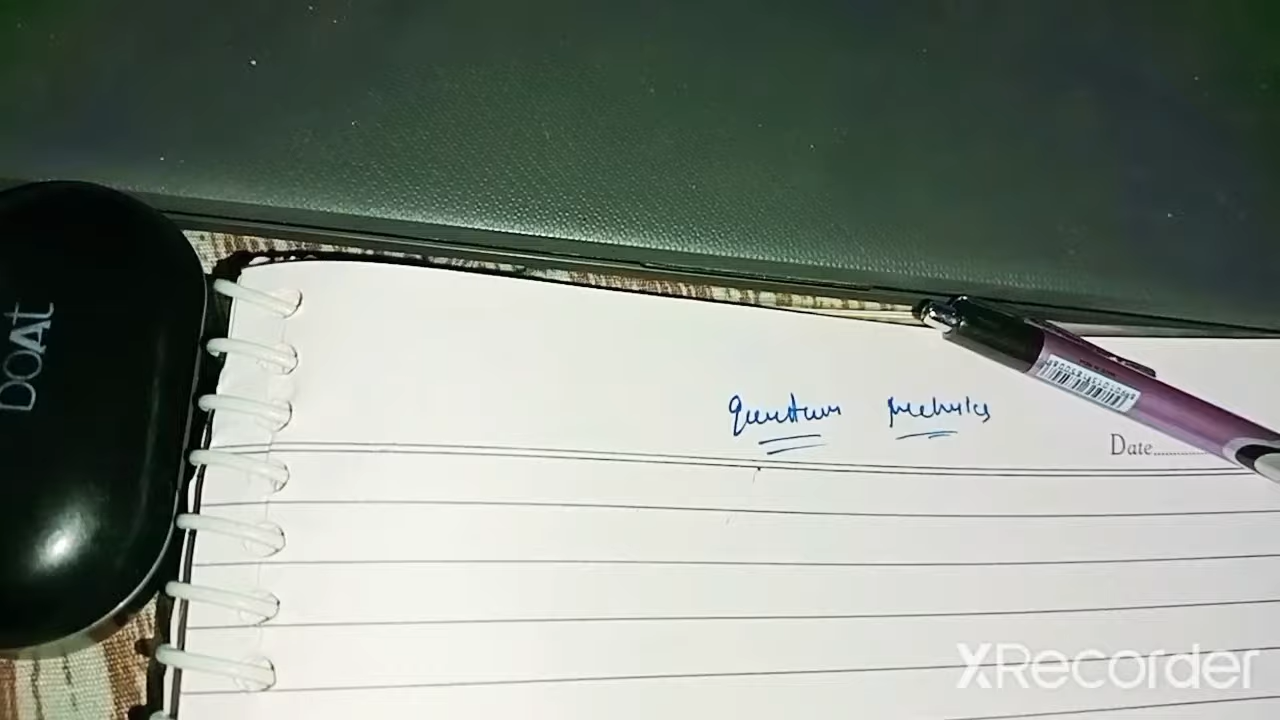 boAt
Quantum Mechanics
Date..........
XRecorder